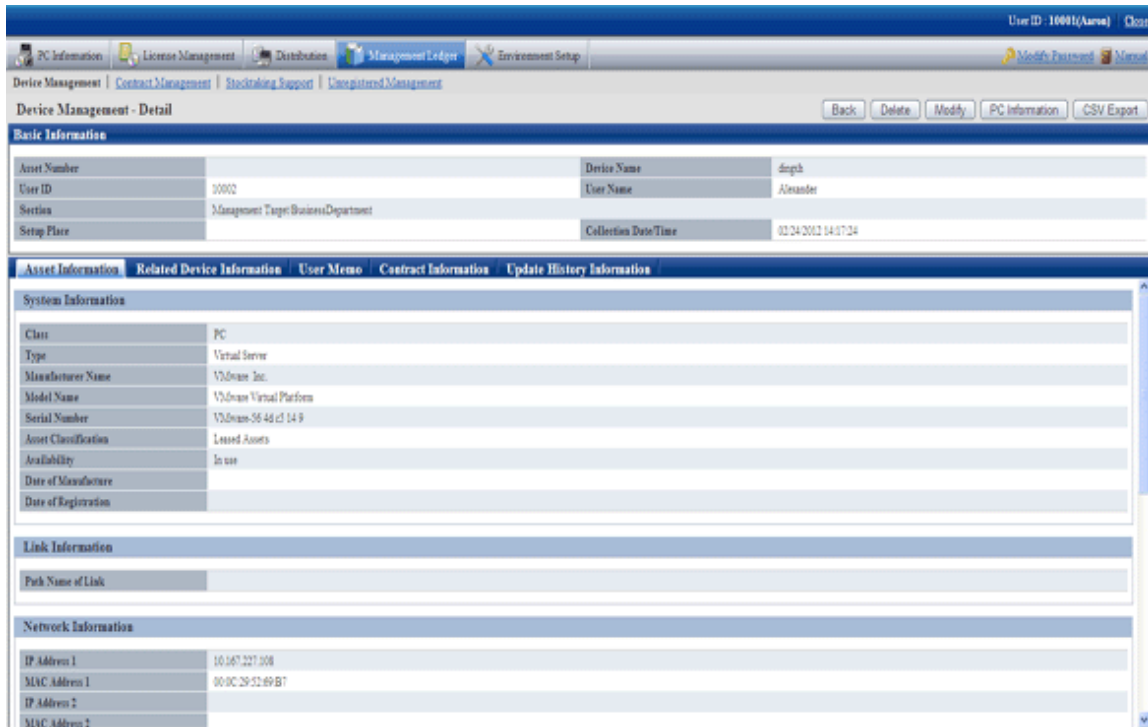 User ID : 10001(Aaron) Close
PC Information License Management Distribution Management Ledger Environment Setup Modify Password Manual
Device Management | Contract Management | Stocktaking Support | Unregistered Management
Device Management - Detail Back Delete Modify PC Information CSV Export
Basic Information
Asset Number Device Name
User ID 10002 User Name Alexander
Section Management Target BusinessDepartment
Setup Place Collection Date/Time 02/24/2012 14:17:24
Asset Information Related Device Information User Memo Contract Information Update History Information
System Information
Class PC
Type Virtual Server
Manufacturer Name VMware Inc.
Model Name VMware Virtual Platform
Serial Number VMware-56 4d c5 14 9
Asset Classification Leased Assets
Availability In use
Date of Manufacture
Date of Registration
Link Information
Path Name of Link
Network Information
IP Address 1 10.167.227.108
MAC Address 1 00:0C:29:52:69:B7
IP Address 2
MAC Address 2